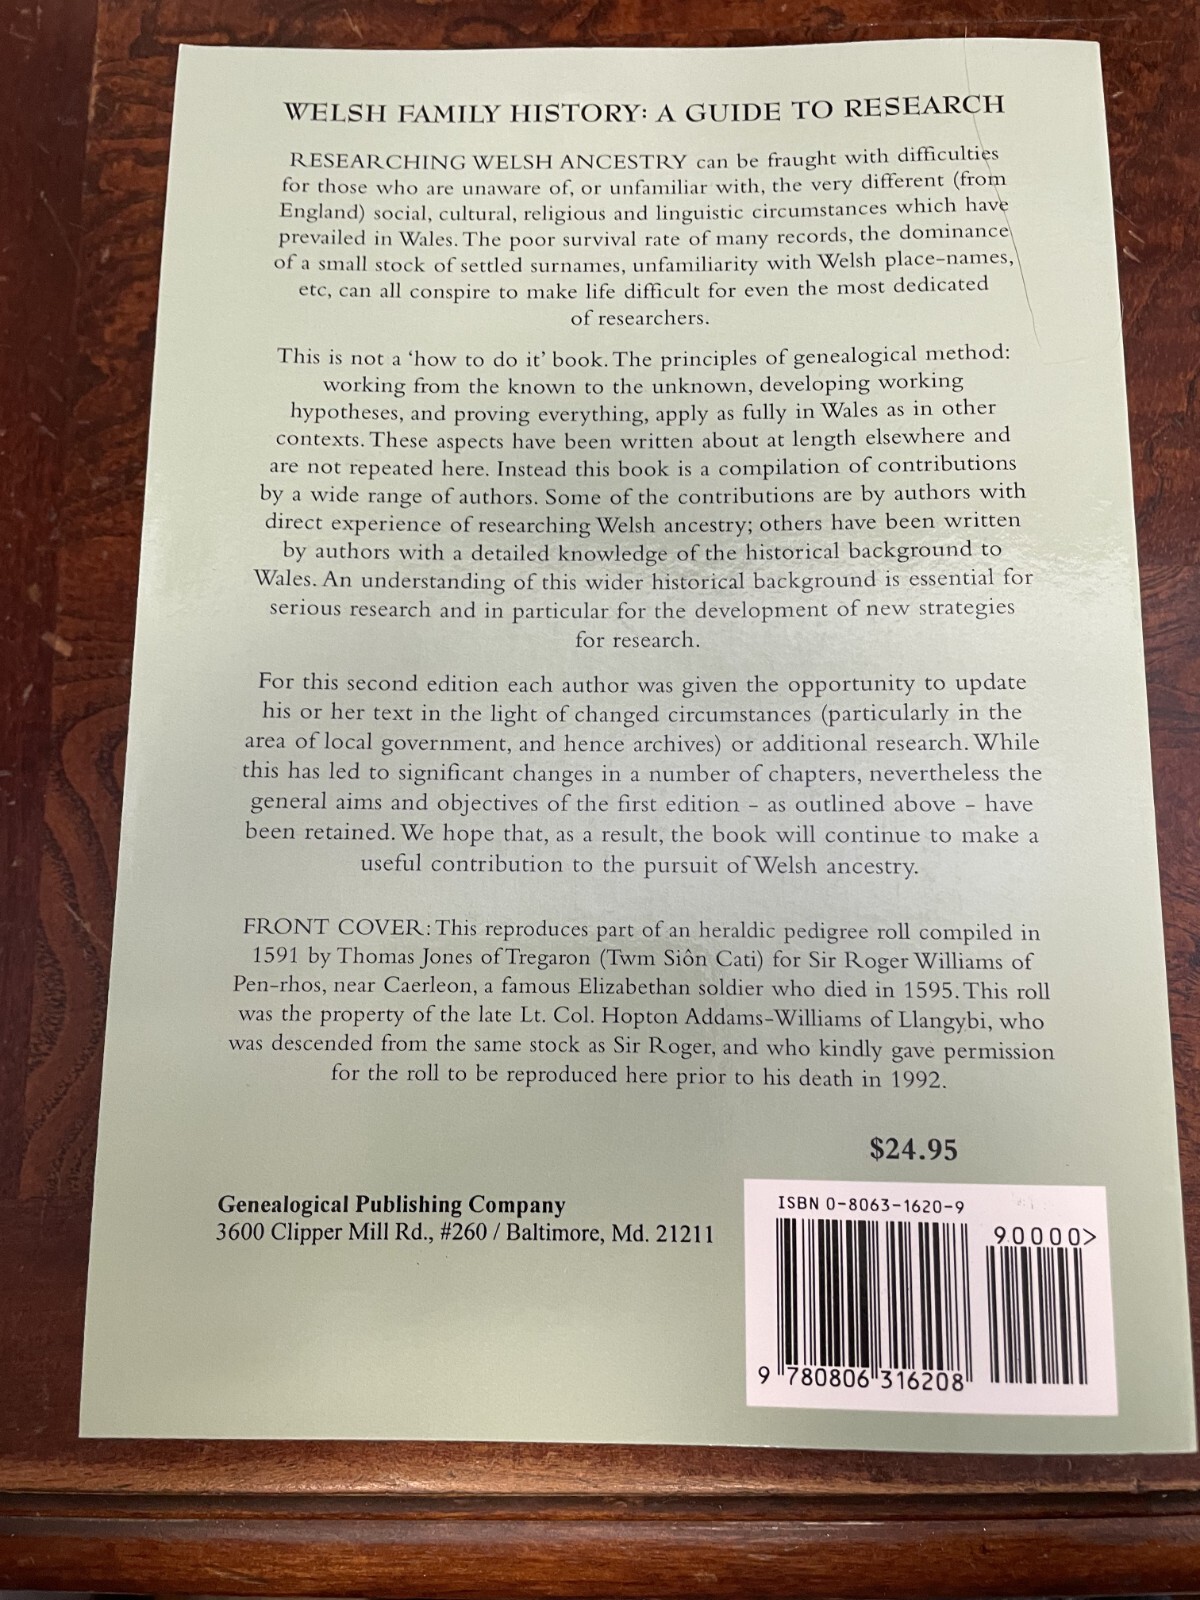 WELSH FAMILY HISTORY: A GUIDE TO RESEARCH
RESEARCHING WELSH ANCESTRY can be fraught with difficulties
for those who are unaware of, or unfamiliar with, the very different (from
England) social, cultural, religious and linguistic circumstances which have
prevailed in Wales. The poor survival rate of many records, the dominance
of a small stock of settled surnames, unfamiliarity with Welsh place-names,
etc, can all conspire to make life difficult for even the most dedicated
of researchers.
This is not a ‘how to do it’ book. The principles of genealogical method:
working from the known to the unknown, developing working
hypotheses, and proving everything, apply as fully in Wales as in other
contexts. These aspects have been written about at length elsewhere and
are not repeated here. Instead this book is a compilation of contributions
by a wide range of authors. Some of the contributions are by authors with
direct experience of researching Welsh ancestry; others have been written
by authors with a detailed knowledge of the historical background to
Wales. An understanding of this wider historical background is essential for
serious research and in particular for the development of new strategies
for research.
For this second edition each author was given the opportunity to update
his or her text in the light of changed circumstances (particularly in the
area of local government, and hence archives) or additional research. While
this has led to significant changes in a number of chapters, nevertheless the
general aims and objectives of the first edition - as outlined above - have
been retained. We hope that, as a result, the book will continue to make a
useful contribution to the pursuit of Welsh ancestry.
FRONT COVER: This reproduces part of an heraldic pedigree roll compiled in
1591 by Thomas Jones of Tregaron (Twm Siôn Cati) for Sir Roger Williams of
Pen-rhos, near Caerleon, a famous Elizabethan soldier who died in 1595. This roll
was the property of the late Lt. Col. Hopton Addams-Williams of Llangybi, who
was descended from the same stock as Sir Roger, and who kindly gave permission
for the roll to be reproduced here prior to his death in 1992.
$24.95
Genealogical Publishing Company
3600 Clipper Mill Rd., #260 / Baltimore, Md. 21211
ISBN 0-8063-1620-9
90000>
9 780806 316208